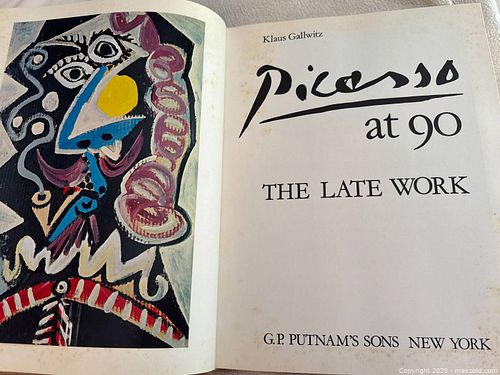 Klaus Gallwitz
Picasso
at 90
THE LATE WORK
G.P. PUTNAM'S SONS NEW YORK
Copyright 2025 - maxsold.com